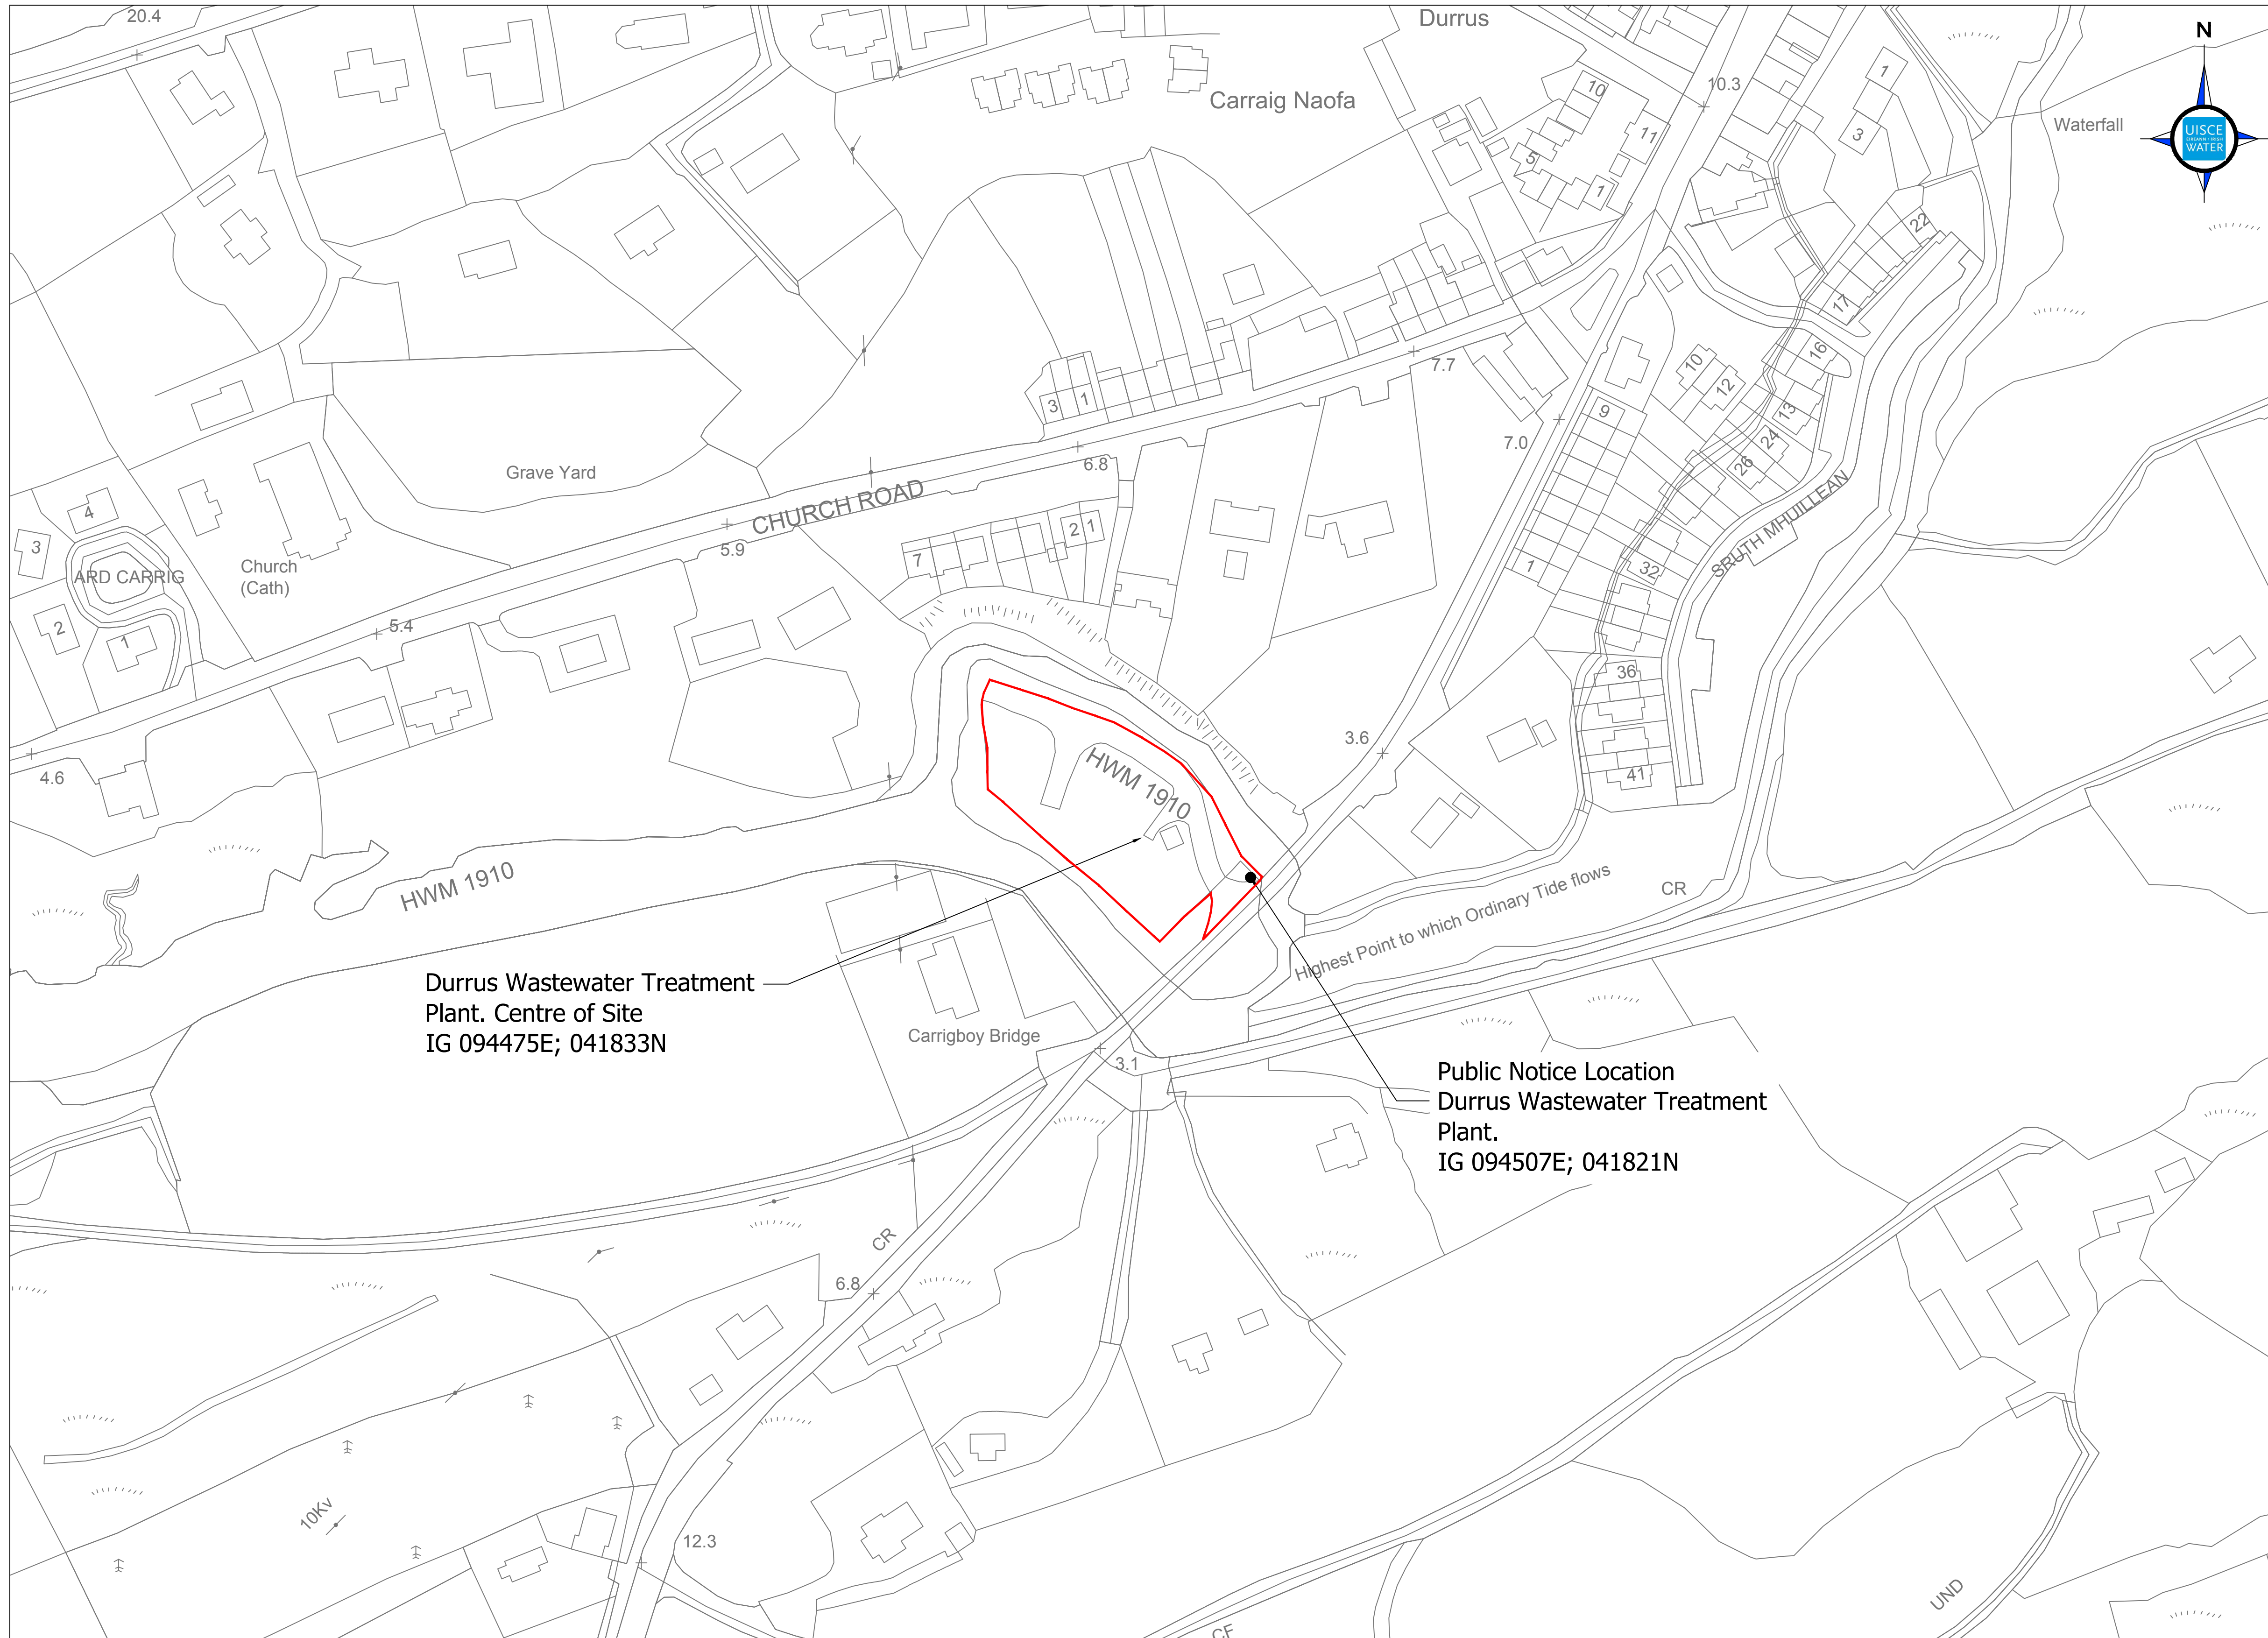 20.4
Durrus
N
UISCE
ÉIREANN : IRISH
WATER
Carraig Naofa
10
10.3
1
3
Waterfall
11
5
1
22
17
7.7
3
1
10
16
12
13
9
7.0
24
26
6.8
Grave Yard
CHURCH ROAD
5.9
4
3
ARD CARRIG
Church
(Cath)
7
2
1
1
32
SRUTH MHUILLEAN
2
1
5.4
36
3.6
41
4.6
HWM 1910
HWM 1910
Highest Point to which Ordinary Tide flows
CR
Durrus Wastewater Treatment
Plant. Centre of Site
IG 094475E; 041833N
Carrigboy Bridge
3.1
Public Notice Location
Durrus Wastewater Treatment
Plant.
IG 094507E; 041821N
CR
6.8
10Kv
12.3
UND